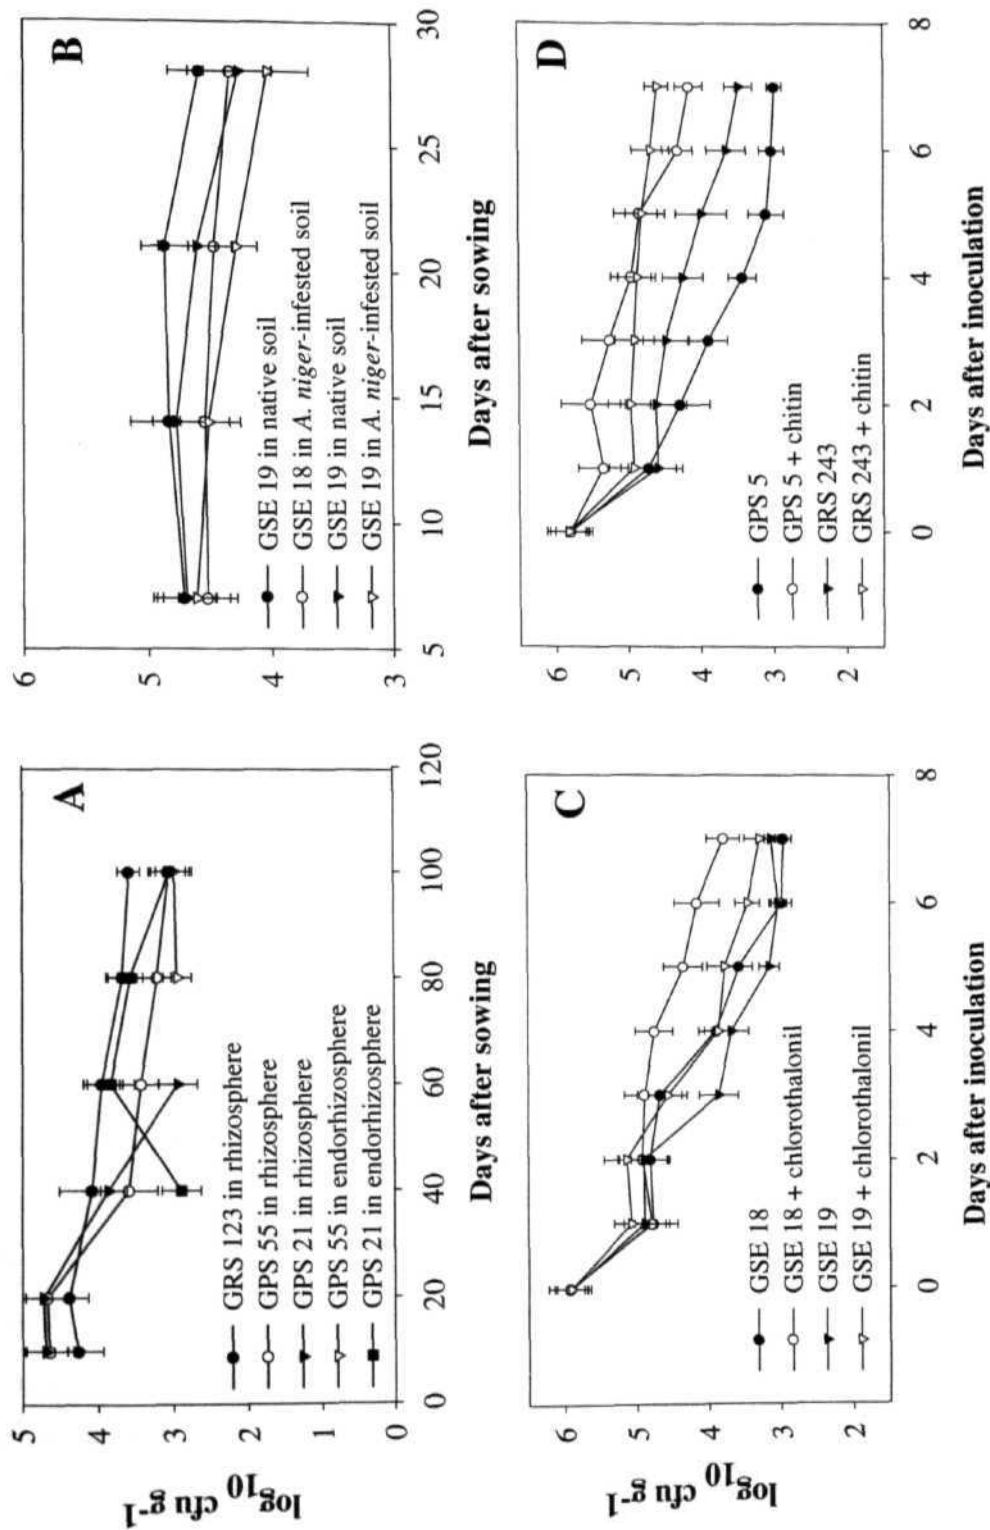 A
5
4
3
2
1
0
0
20
40
60
80
100
120
GRS 123 in rhizosphere
GPS 55 in rhizosphere
GPS 21 in rhizosphere
GPS 55 in endorhizosphere
GPS 21 in endorhizosphere
Days after sowing
log10 cfu g-1
B
6
5
4
3
5
10
15
20
25
30
GSE 19 in native soil
GSE 18 in A. niger-infested soil
GSE 19 in native soil
GSE 19 in A. niger-infested soil
Days after sowing
C
6
5
4
3
2
0
2
4
6
8
GSE 18
GSE 18 + chlorothalonil
GSE 19
GSE 19 + chlorothalonil
Days after inoculation
log10 cfu g-1
D
6
5
4
3
2
0
2
4
6
8
GPS 5
GPS 5 + chitin
GRS 243
GRS 243 + chitin
Days after inoculation